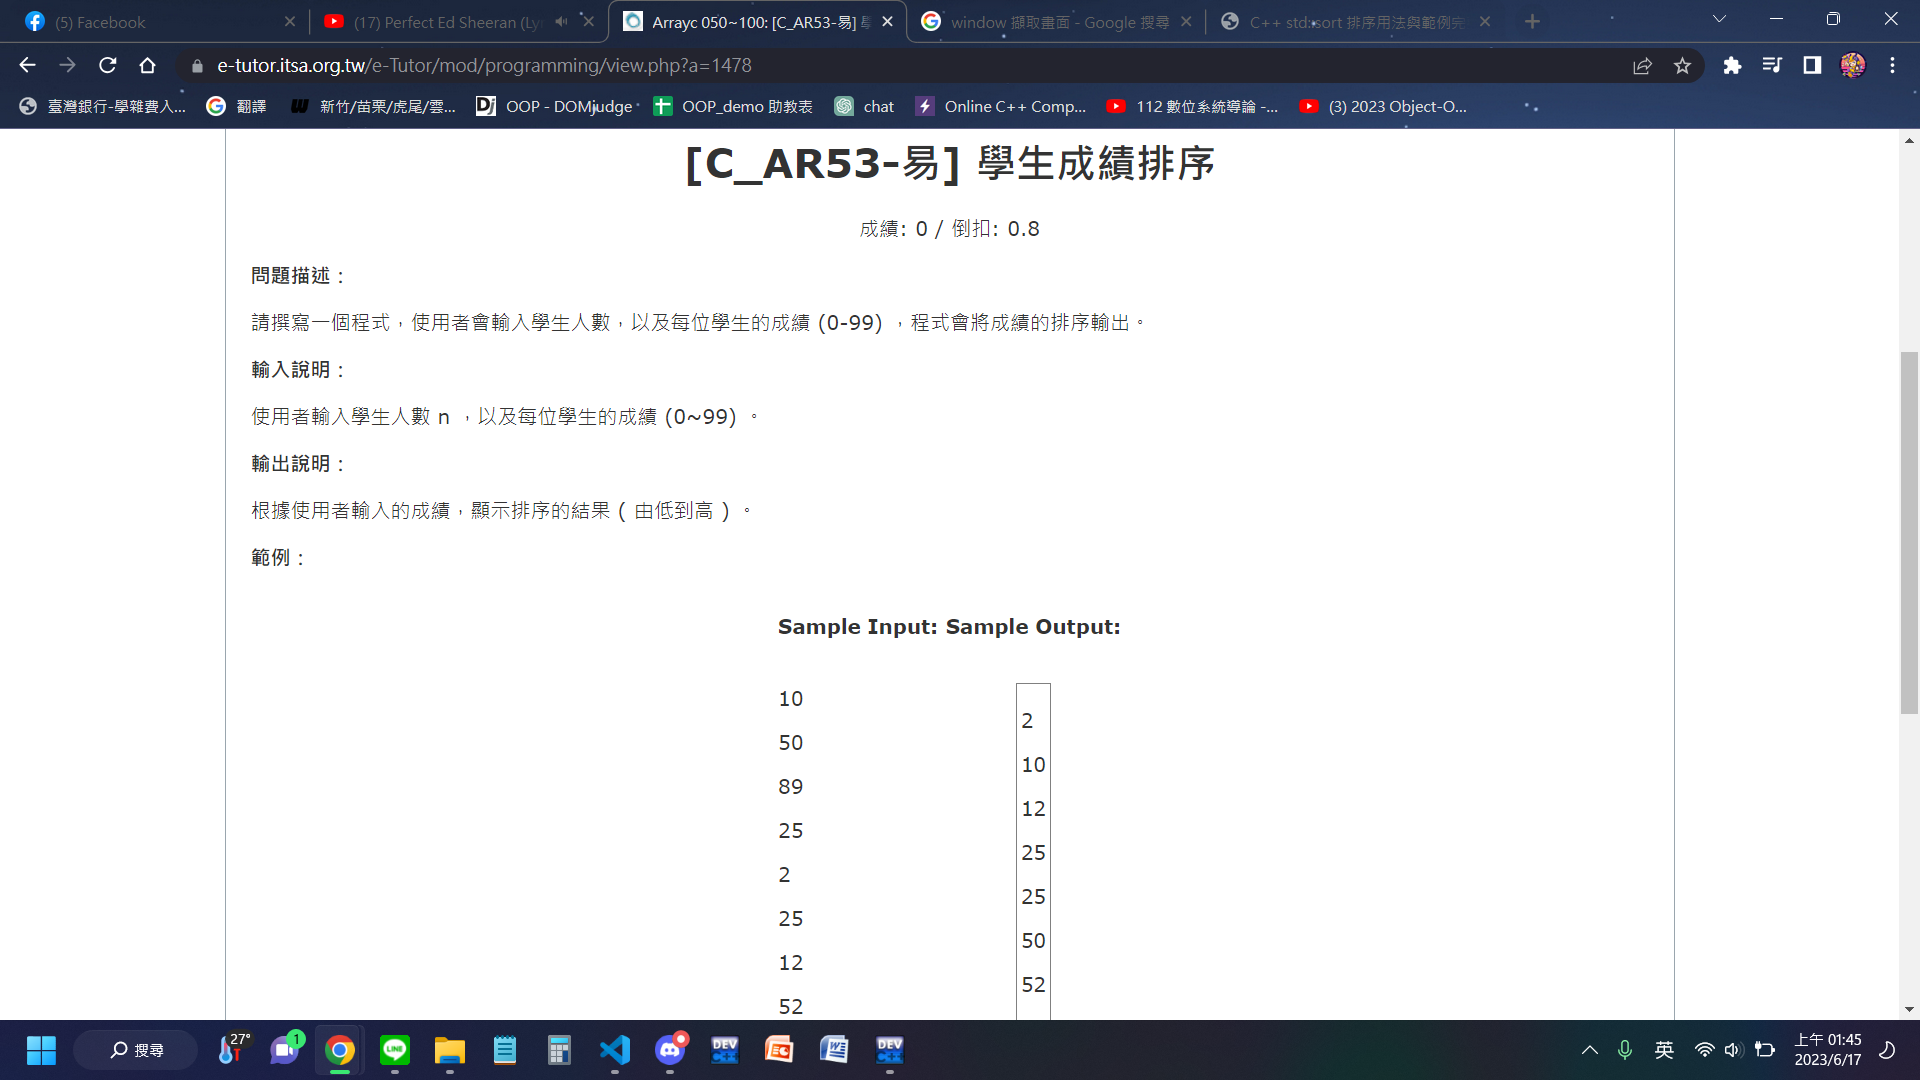 (5) Facebook
(17) Perfect Ed Sheeran (Ly
Arrayc 050~100: [C_AR53-易]
window 擷取畫面 - Google 搜尋
C++ std::sort 排序用法與範例完
e-tutor.itsa.org.tw/e-Tutor/mod/programming/view.php?a=1478
臺灣銀行-學雜費入...
翻譯
新竹/苗栗/虎尾/雲...
OOP - DOMjudge
OOP_demo 助教表
chat
Online C++ Comp...
112 數位系統導論 -...
(3) 2023 Object-O...
[C_AR53-易] 學生成績排序
成績: 0 / 倒扣: 0.8
問題描述：
請撰寫一個程式，使用者會輸入學生人數，以及每位學生的成績 (0-99) ，程式會將成績的排序輸出。
輸入說明：
使用者輸入學生人數 n ，以及每位學生的成績 (0~99) 。
輸出說明：
根據使用者輸入的成績，顯示排序的結果 ( 由低到高 ) 。
範例：
Sample Input: Sample Output:
10
50
89
25
2
25
12
52
2
10
12
25
25
50
52
搜尋
27°
1
英
上午 01:45
2023/6/17